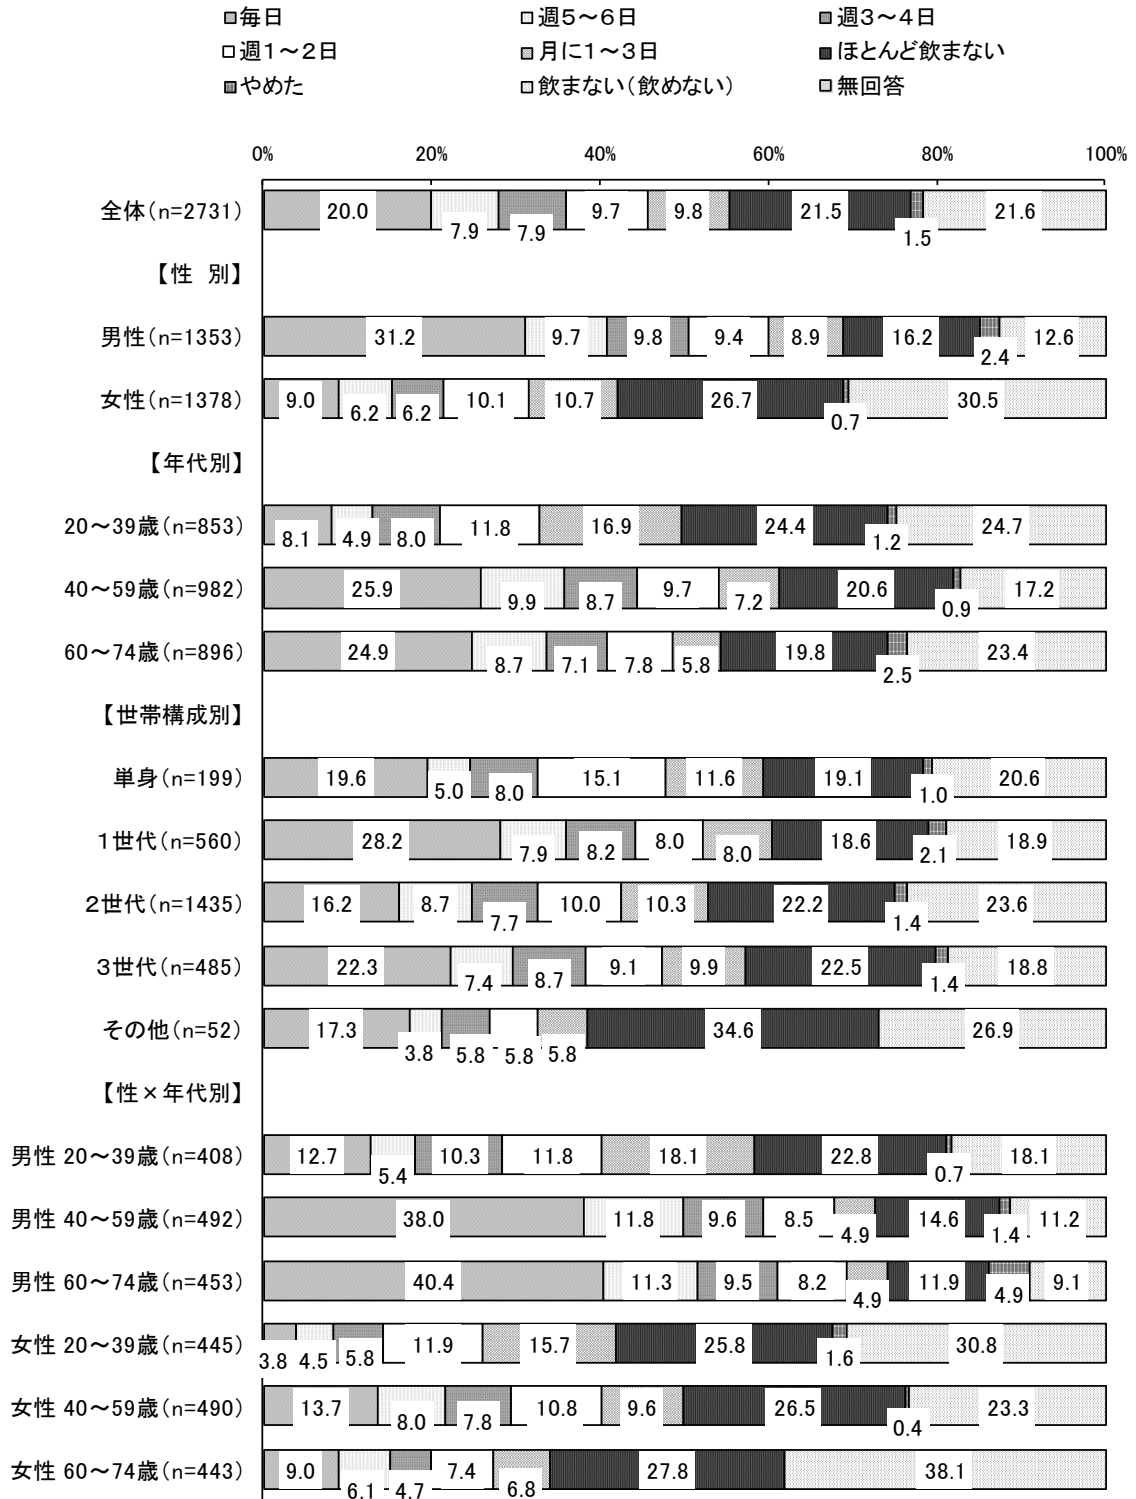 毎日 週5～6日 週3～4日
週1～2日 月に1～3日 ほとんど飲まない
やめた 飲まない(飲めない) 無回答
0% 20% 40% 60% 80% 100%
全体(n=2731) 20.0 7.9 7.9 9.7 9.8 21.5 1.5 21.6
【性 別】
男性(n=1353) 31.2 9.7 9.8 9.4 8.9 16.2 2.4 12.6
女性(n=1378) 9.0 6.2 6.2 10.1 10.7 26.7 0.7 30.5
【年代別】
20～39歳(n=853) 8.1 4.9 8.0 11.8 16.9 24.4 1.2 24.7
40～59歳(n=982) 25.9 9.9 8.7 9.7 7.2 20.6 0.9 17.2
60～74歳(n=896) 24.9 8.7 7.1 7.8 5.8 19.8 2.5 23.4
【世帯構成別】
単身(n=199) 19.6 5.0 8.0 15.1 11.6 19.1 1.0 20.6
1世代(n=560) 28.2 7.9 8.2 8.0 8.0 18.6 2.1 18.9
2世代(n=1435) 16.2 8.7 7.7 10.0 10.3 22.2 1.4 23.6
3世代(n=485) 22.3 7.4 8.7 9.1 9.9 22.5 1.4 18.8
その他(n=52) 17.3 3.8 5.8 5.8 5.8 34.6 26.9
【性×年代別】
男性 20～39歳(n=408) 12.7 5.4 10.3 11.8 18.1 22.8 0.7 18.1
男性 40～59歳(n=492) 38.0 11.8 9.6 8.5 4.9 14.6 1.4 11.2
男性 60～74歳(n=453) 40.4 11.3 9.5 8.2 4.9 11.9 4.9 9.1
女性 20～39歳(n=445) 3.8 4.5 5.8 11.9 15.7 25.8 1.6 30.8
女性 40～59歳(n=490) 13.7 8.0 7.8 10.8 9.6 26.5 0.4 23.3
女性 60～74歳(n=443) 9.0 6.1 4.7 7.4 6.8 27.8 38.1